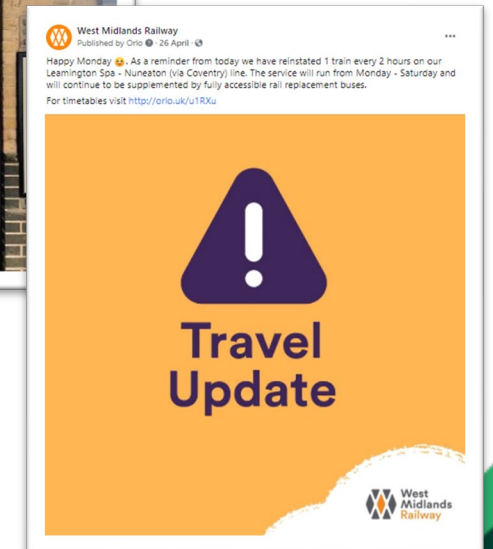 West Midlands Railway
Published by Orlo · 26 April ·
Happy Monday 😊. As a reminder from today we have reinstated 1 train every 2 hours on our
Leamington Spa - Nuneaton (via Coventry) line. The service will run from Monday - Saturday and
will continue to be supplemented by fully accessible rail replacement buses.
For timetables visit http://orlo.uk/u1RXu
Travel
Update
West
Midlands
Railway